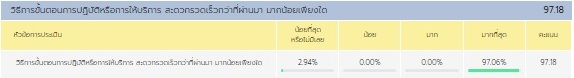 วิธีการขั้นตอนการปฏิบัติหรือการให้บริการ สะดวกรวดเร็วกว่าที่ผ่านมา มากน้อยเพียงใด 97.18
หัวข้อการประเมิน น้อยที่สุด หรือไม่มีเลย น้อย มาก มากที่สุด คะแนน
วิธีการขั้นตอนการปฏิบัติหรือการให้บริการ สะดวกรวดเร็วกว่าที่ผ่านมา มากน้อยเพียงใด 2.94% 0.00% 0.00% 97.06% 97.18